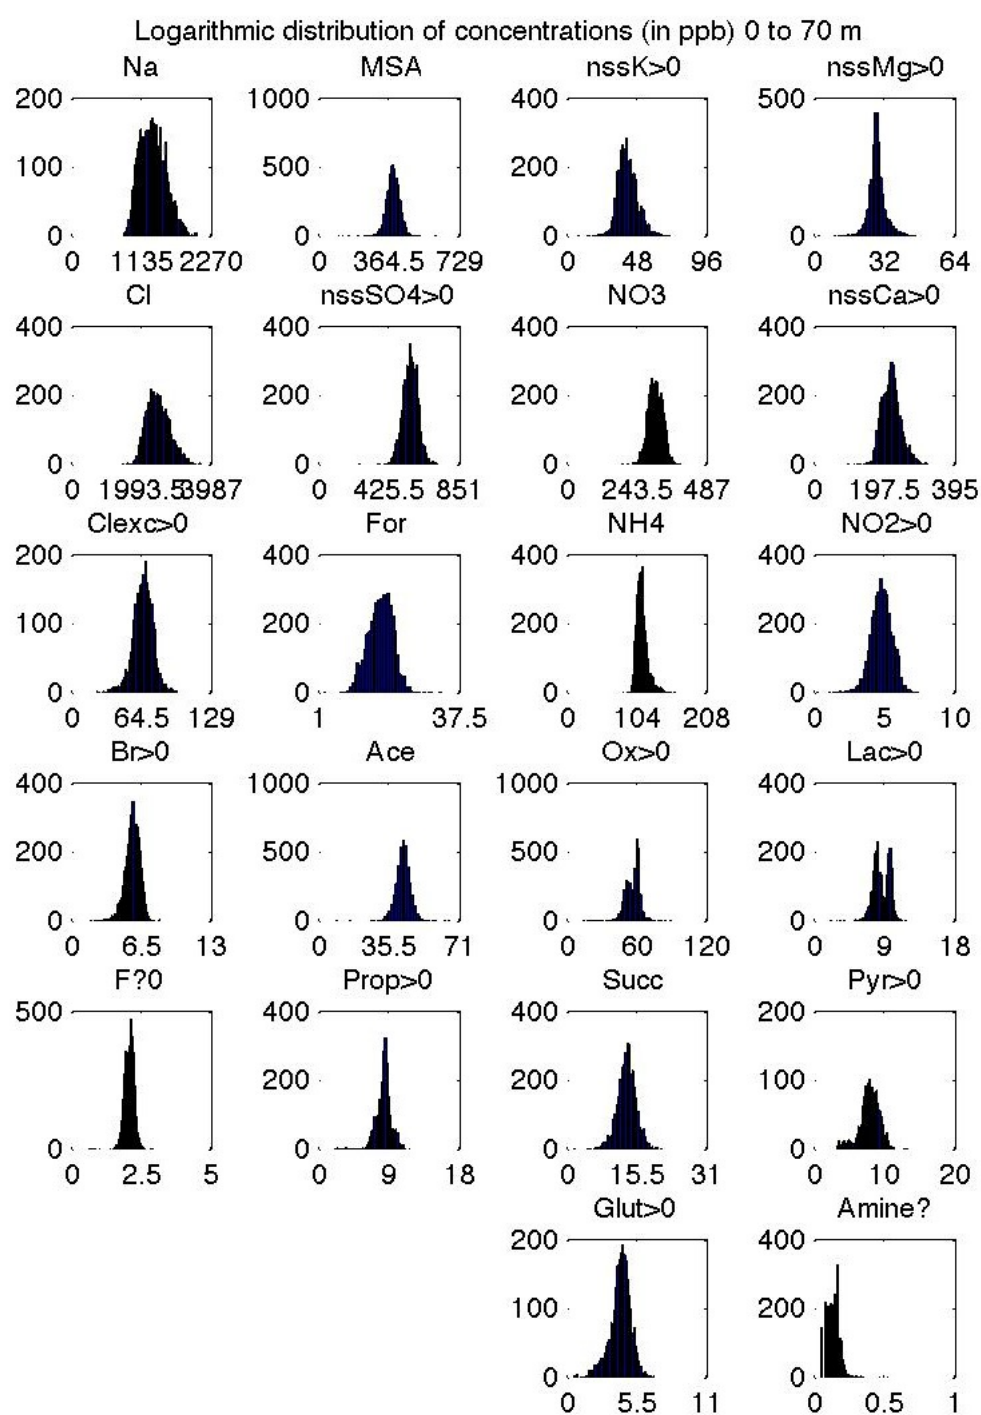 Logarithmic distribution of concentrations (in ppb) 0 to 70 m
Na MSA nssK>0 nssMg>0
200 1000 400 500
100 500 200
0 0 0 0
0 1135 2270 0 364.5 729 0 48 96 0 32 64
Cl nssSO4>0 NO3 nssCa>0
400 400 400 400
200 200 200 200
0 0 0 0
0 1993.53987 0 425.5 851 0 243.5 487 0 197.5 395
Clexc>0 For NH4 NO2>0
200 400 400 400
100 200 200 200
0 0 0 0
0 64.5 129 1 37.5 0 104 208 0 5 10
Br>0 Ace Ox>0 Lac>0
400 1000 1000 400
200 500 500 200
0 0 0 0
0 6.5 13 0 35.5 71 0 60 120 0 9 18
F?0 Prop>0 Succ Pyr>0
500 400 400 200
200 200 100
0 0 0 0
0 2.5 5 0 9 18 0 15.5 31 0 10 20
Glut>0 Amine?
200 400
100 200
0 0
0 5.5 11 0 0.5 1